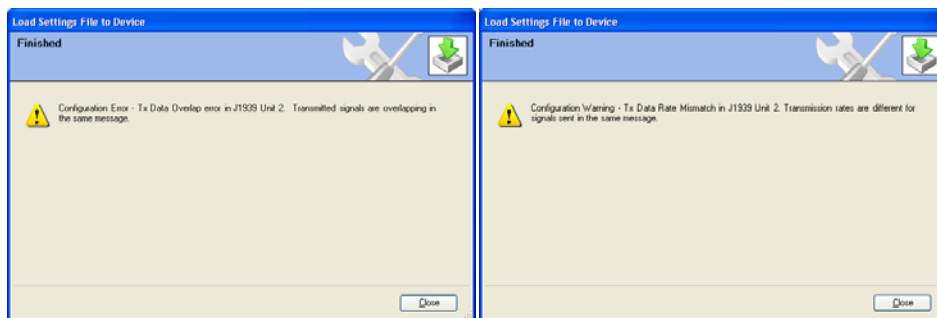 Load Settings File to Device
Finished
Configuration Error - Tx Data Overlap error in J1939 Unit 2. Transmitted signals are overlapping in
the same message.
Close
Load Settings File to Device
Finished
Configuration Warning - Tx Data Rate Mismatch in J1939 Unit 2. Transmission rates are different for
signals sent in the same message.
Close